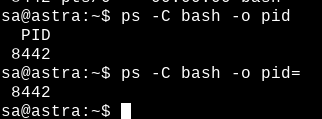 sa@astra:~$ ps -C bash -o pid
  PID
 8442
sa@astra:~$ ps -C bash -o pid=
 8442
sa@astra:~$